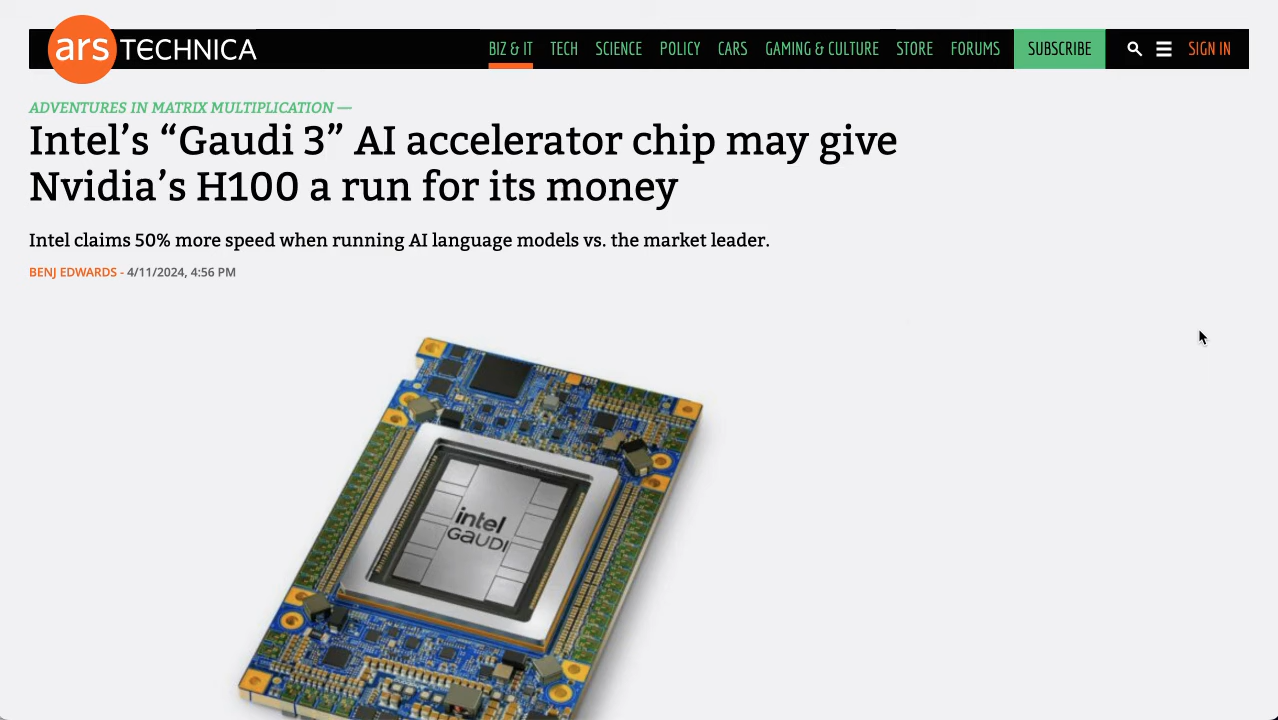 ars TECHNICA
BIZ & IT TECH SCIENCE POLICY CARS GAMING & CULTURE STORE FORUMS SUBSCRIBE SIGN IN
ADVENTURES IN MATRIX MULTIPLICATION —
Intel’s “Gaudi 3” AI accelerator chip may give
Nvidia’s H100 a run for its money
Intel claims 50% more speed when running AI language models vs. the market leader.
BENJ EDWARDS - 4/11/2024, 4:56 PM
intel
GAUDI